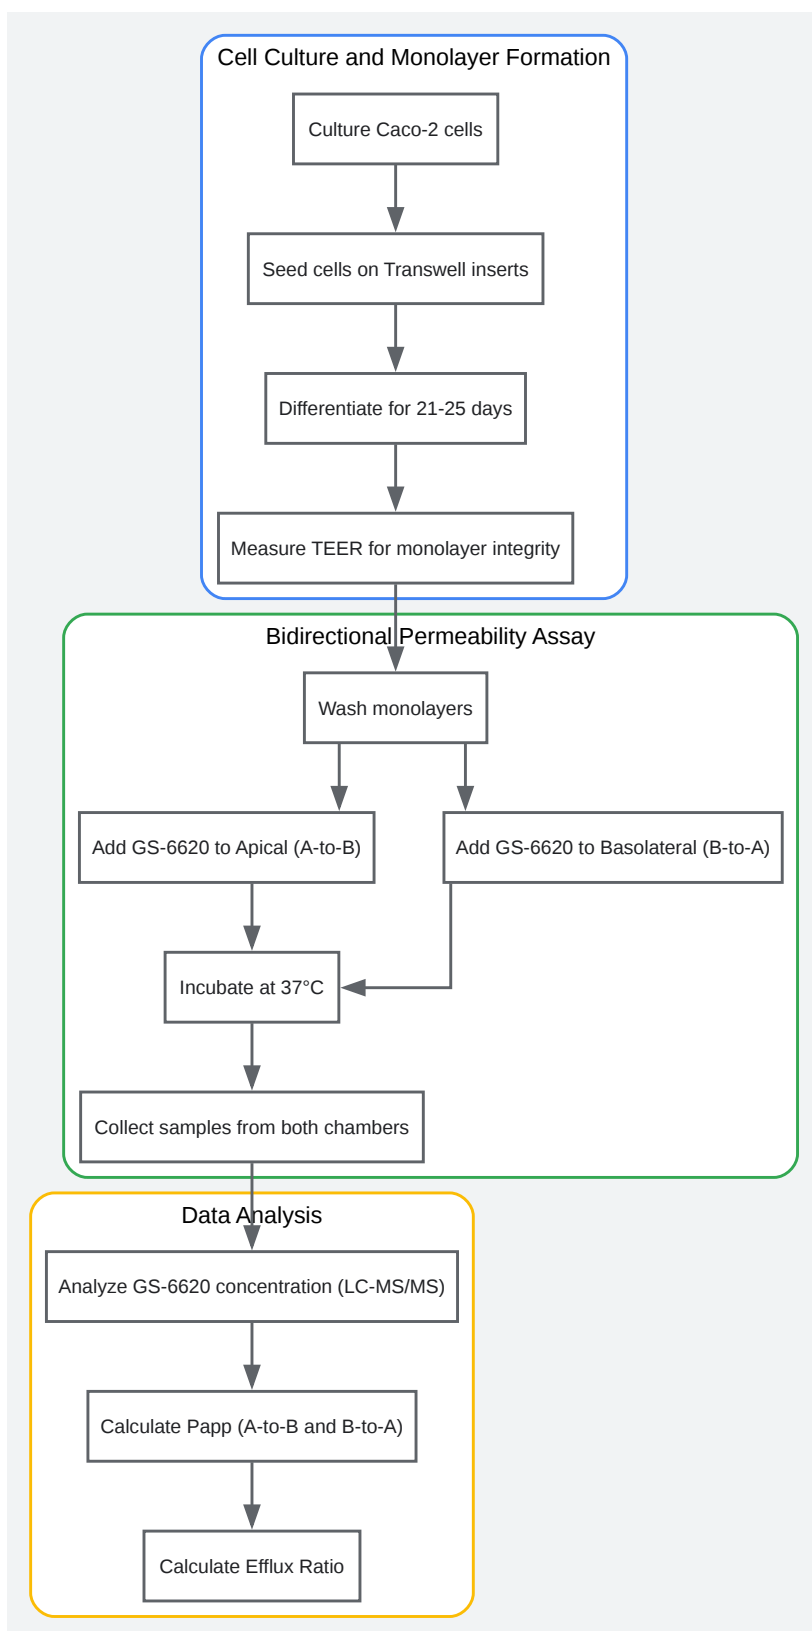 Cell Culture and Monolayer Formation
Culture Caco-2 cells
Seed cells on Transwell inserts
Differentiate for 21-25 days
Measure TEER for monolayer integrity
Bidirectional Permeability Assay
Wash monolayers
Add GS-6620 to Apical (A-to-B)
Add GS-6620 to Basolateral (B-to-A)
Incubate at 37°C
Collect samples from both chambers
Data Analysis
Analyze GS-6620 concentration (LC-MS/MS)
Calculate Papp (A-to-B and B-to-A)
Calculate Efflux Ratio